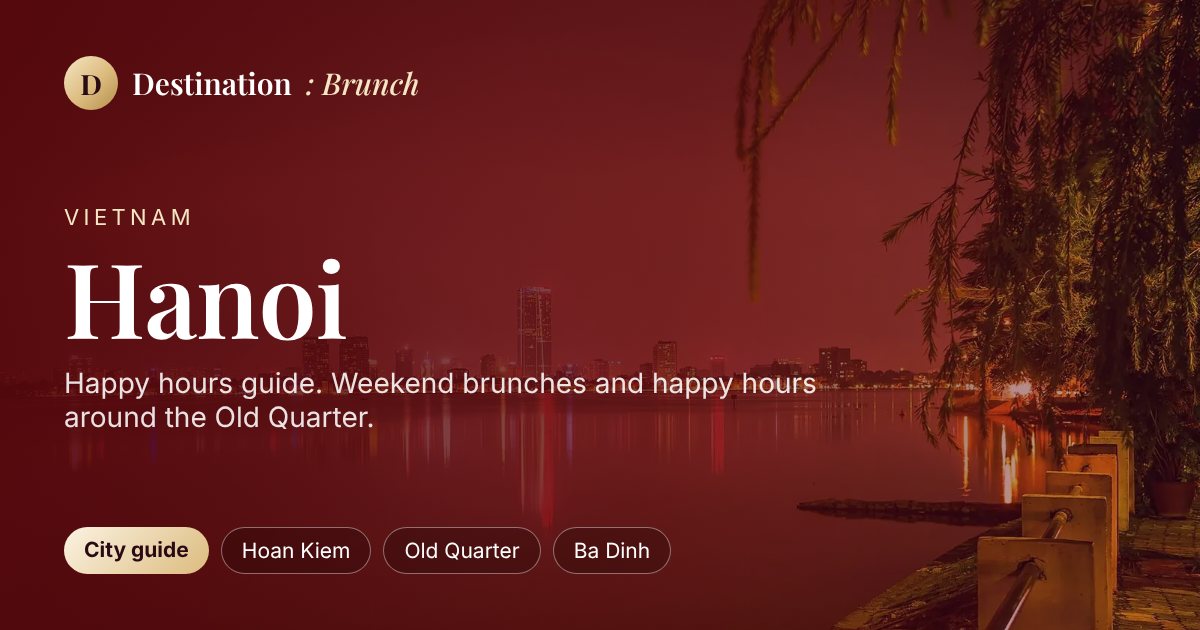 D Destination : Brunch
VIETNAM
Hanoi
Happy hours guide. Weekend brunches and happy hours
around the Old Quarter.
City guide Hoan Kiem Old Quarter Ba Dinh